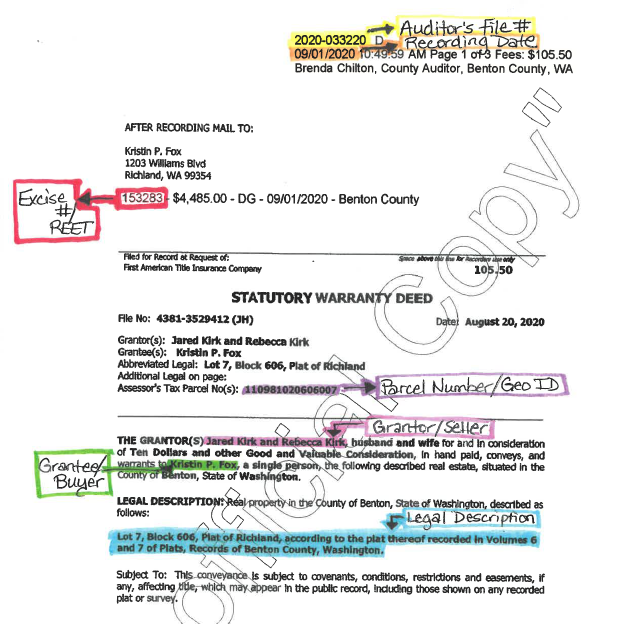 2020-033220 D Auditor's File #
Recording Date
09/01/2020 10:49:59 AM Page 1 of 3 Fees: $105.50
Brenda Chilton, County Auditor, Benton County, WA
AFTER RECORDING MAIL TO:
Kristin P. Fox
1203 Williams Blvd
Richland, WA 99354
Excise
#/
REET
153283 - $4,485.00 - DG - 09/01/2020 - Benton County
Filed for Record at Request of:
First American Title Insurance Company
Space above this line for Recorders use only
105.50
STATUTORY WARRANTY DEED
File No: 4381-3529412 (JH)
Date: August 20, 2020
Grantor(s): Jared Kirk and Rebecca Kirk
Grantee(s): Kristin P. Fox
Abbreviated Legal: Lot 7, Block 606, Plat of Richland
Additional Legal on page:
Assessor's Tax Parcel No(s): 110981020606007
Parcel Number/Geo ID
Grantor/Seller
THE GRANTOR(S) Jared Kirk and Rebecca Kirk, husband and wife for and in consideration
of Ten Dollars and other Good and Valuable Consideration, in hand paid, conveys, and
warrants to Kristin P. Fox, a single person, the following described real estate, situated in the
County of Benton, State of Washington.
Grantee/
Buyer
LEGAL DESCRIPTION: Real property in the County of Benton, State of Washington, described as
follows:
Legal Description
Lot 7, Block 606, Plat of Richland, according to the plat thereof recorded in Volumes 6
and 7 of Plats, Records of Benton County, Washington.
Subject To: This conveyance is subject to covenants, conditions, restrictions and easements, if
any, affecting title, which may appear in the public record, including those shown on any recorded
plat or survey.
official Copy"